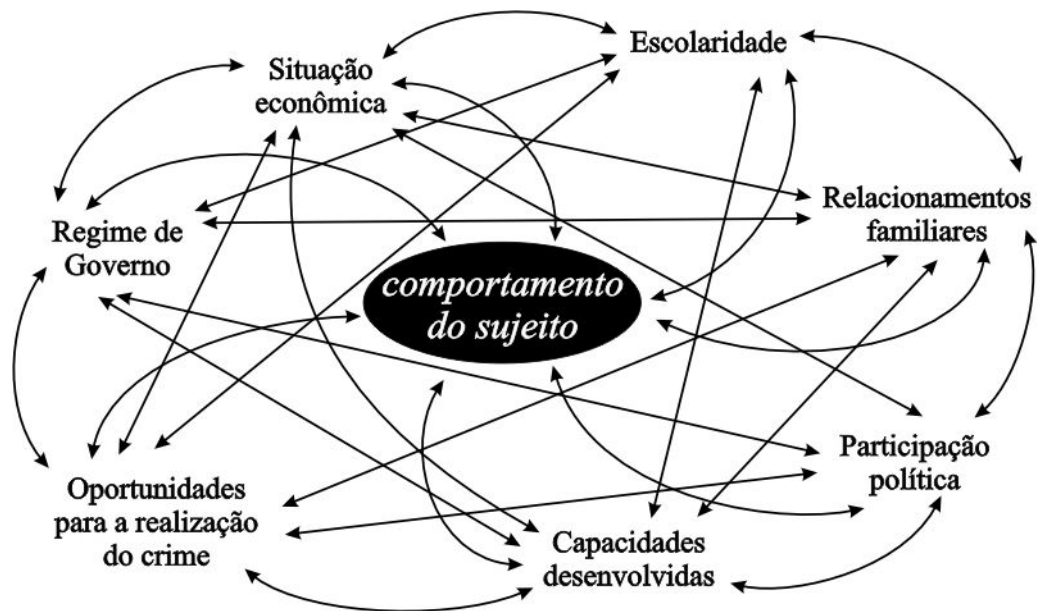 Escolaridade
Situação
econômica
Relacionamentos
familiares
Regime de
Governo
comportamento
do sujeito
Participação
política
Oportunidades
para a realização
do crime
Capacidades
desenvolvidas